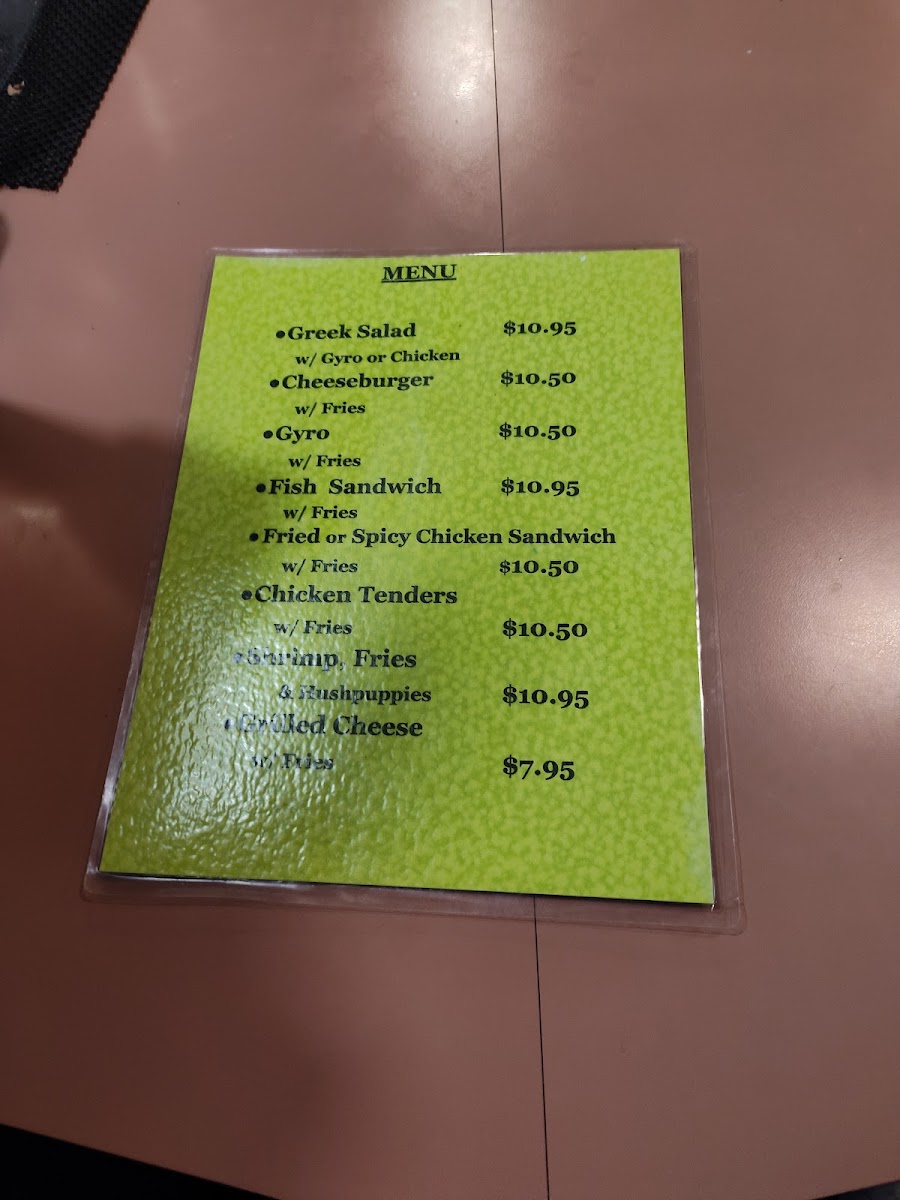 MENU
•Greek Salad $10.95
w/ Gyro or Chicken
•Cheeseburger $10.50
w/ Fries
•Gyro $10.50
w/ Fries
•Fish Sandwich $10.95
w/ Fries
•Fried or Spicy Chicken Sandwich
w/ Fries $10.50
•Chicken Tenders
w/ Fries $10.50
•Shrimp, Fries
& Hushpuppies $10.95
•Grilled Cheese
w/ Fries $7.95